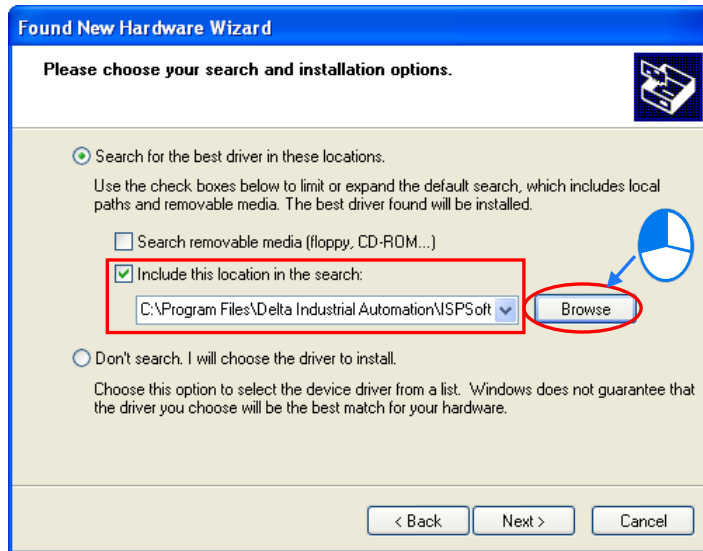 Found New Hardware Wizard
Please choose your search and installation options.
Search for the best driver in these locations.
Use the check boxes below to limit or expand the default search, which includes local
paths and removable media. The best driver found will be installed.
Search removable media (floppy, CD-ROM...)
Include this location in the search:
C:\Program Files\Delta Industrial Automation\ISPSoft
Browse
Don't search. I will choose the driver to install.
Choose this option to select the device driver from a list. Windows does not guarantee that
the driver you choose will be the best match for your hardware.
< Back
Next >
Cancel